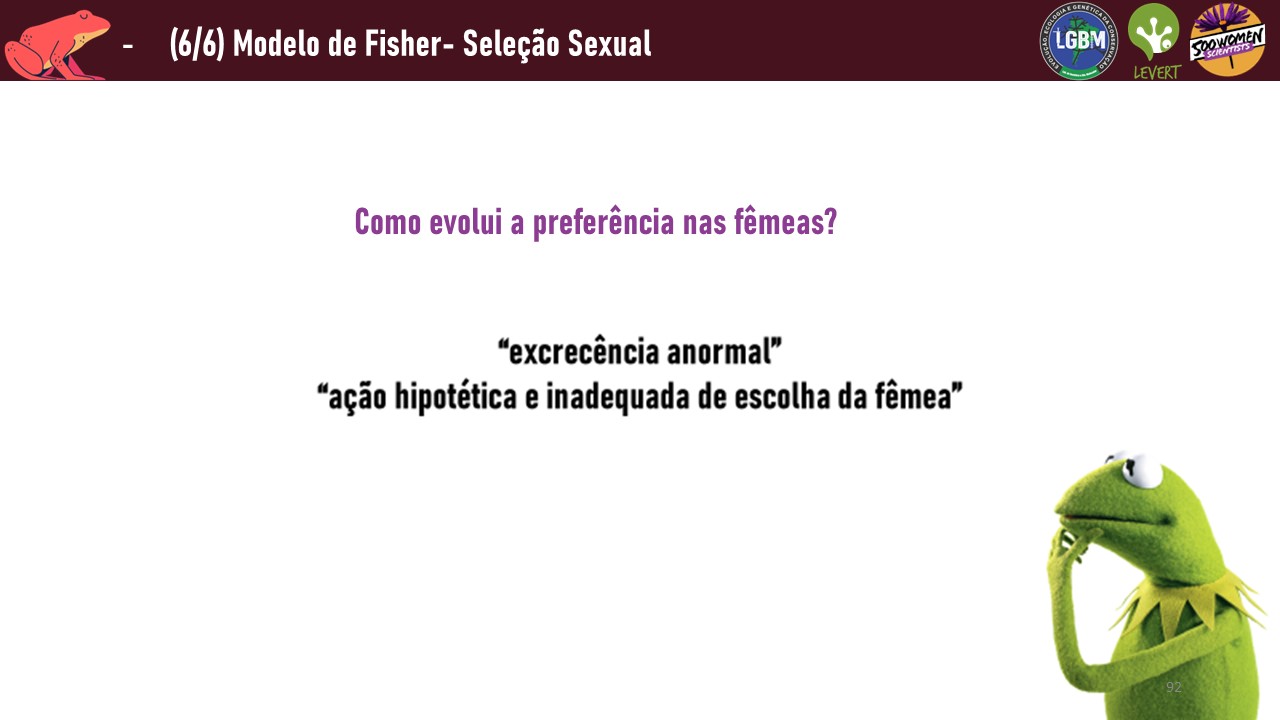 - (6/6) Modelo de Fisher- Seleção Sexual
EVOLUÇÃO, ECOLOGIA E GENÉTICA DA CONSERVAÇÃO
LGBM
LEVERT
500 WOMEN
SCIENTISTS
Como evolui a preferência nas fêmeas?
“excrecência anormal”
“ação hipotética e inadequada de escolha da fêmea”
92